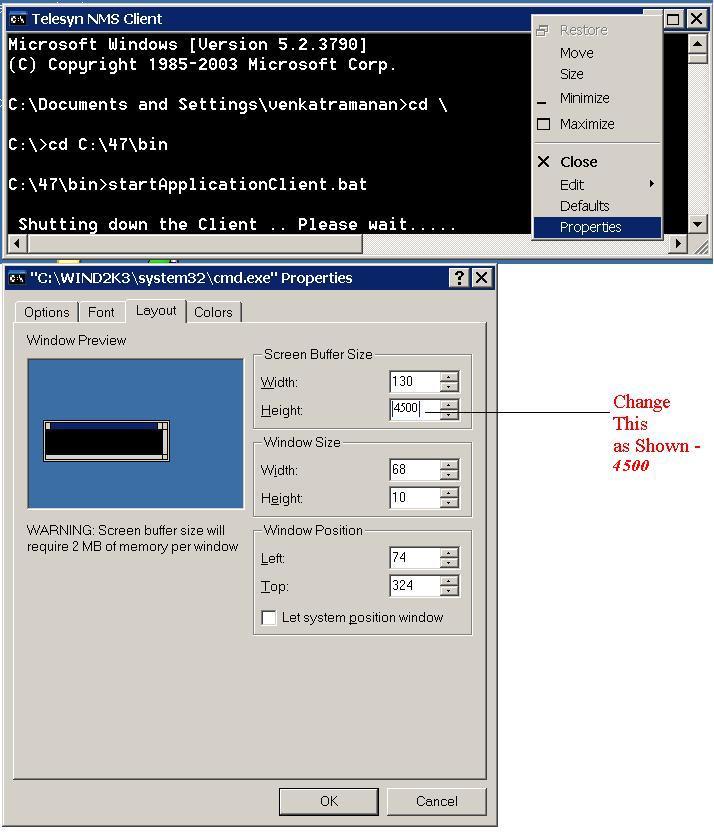 Telesyn NMS Client
Microsoft Windows [Version 5.2.3790]
(C) Copyright 1985-2003 Microsoft Corp.
C:\Documents and Settings\venkatramanan>cd \
C:\>cd C:\47\bin
C:\47\bin>startApplicationClient.bat
Shutting down the Client .. Please wait.....
Restore
Move
Size
Minimize
Maximize
Close
Edit
Defaults
Properties
"C:\WIND2K3\system32\cmd.exe" Properties
Options
Font
Layout
Colors
Window Preview
WARNING: Screen buffer size will
require 2 MB of memory per window
Screen Buffer Size
Width: 130
Height: 4500
Window Size
Width: 68
Height: 10
Window Position
Left: 74
Top: 324
Let system position window
OK
Cancel
Change
This
as Shown -
4500